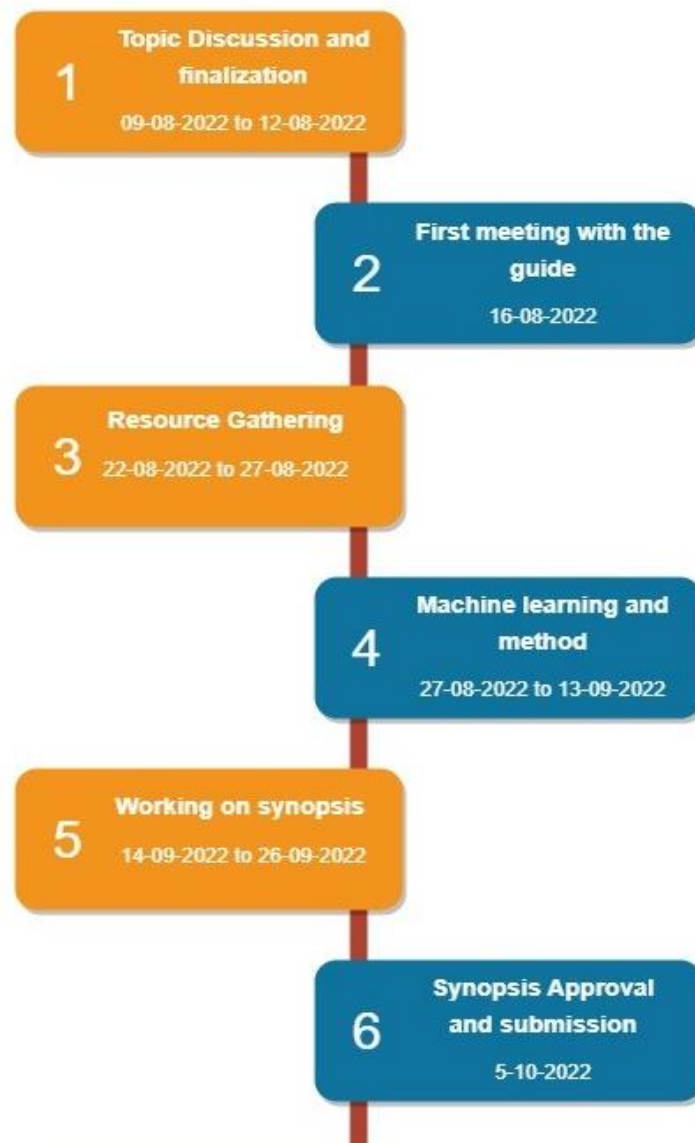 1
Topic Discussion and
finalization
09-08-2022 to 12-08-2022
2
First meeting with the
guide
16-08-2022
3
Resource Gathering
22-08-2022 to 27-08-2022
4
Machine learning and
method
27-08-2022 to 13-09-2022
5
Working on synopsis
14-09-2022 to 26-09-2022
6
Synopsis Approval
and submission
5-10-2022